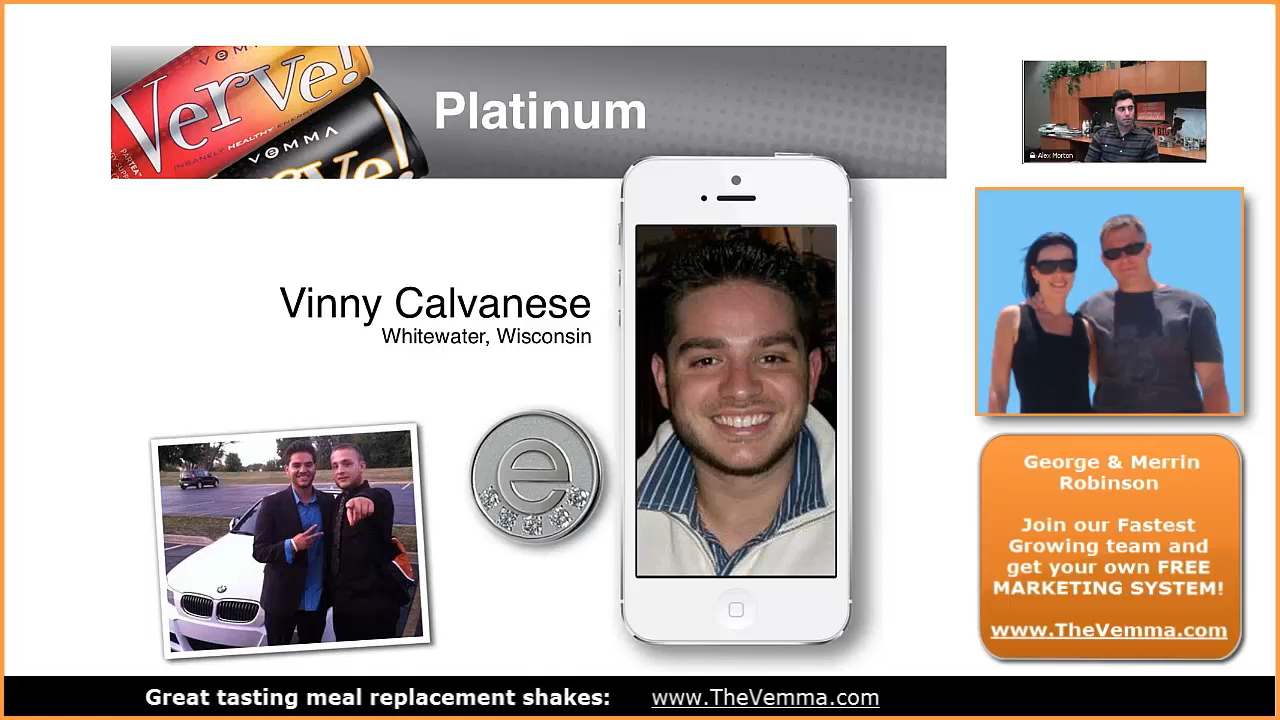 VeMMA
Verve!
INSANELY HEALTHY ENERGY
VeMMA
Verve!
Platinum
Alex Morton
Vinny Calvanese
Whitewater, Wisconsin
e
George & Merrin
Robinson
Join our Fastest
Growing team and
get your own FREE
MARKETING SYSTEM!
www.TheVemma.com
Great tasting meal replacement shakes: www.TheVemma.com